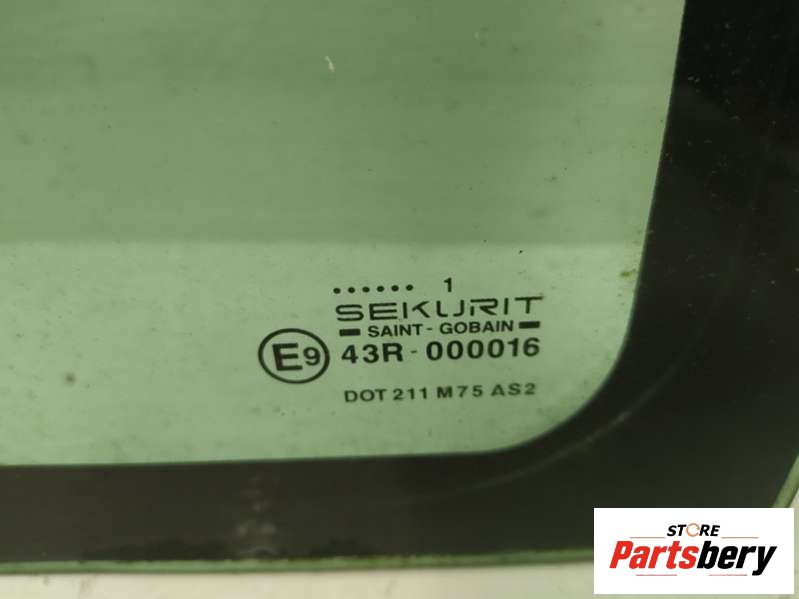 ...... 1
SEKURIT
SAINT-GOBAIN
E9 43R-000016
DOT 211 M75 AS2
STORE
Partsbery